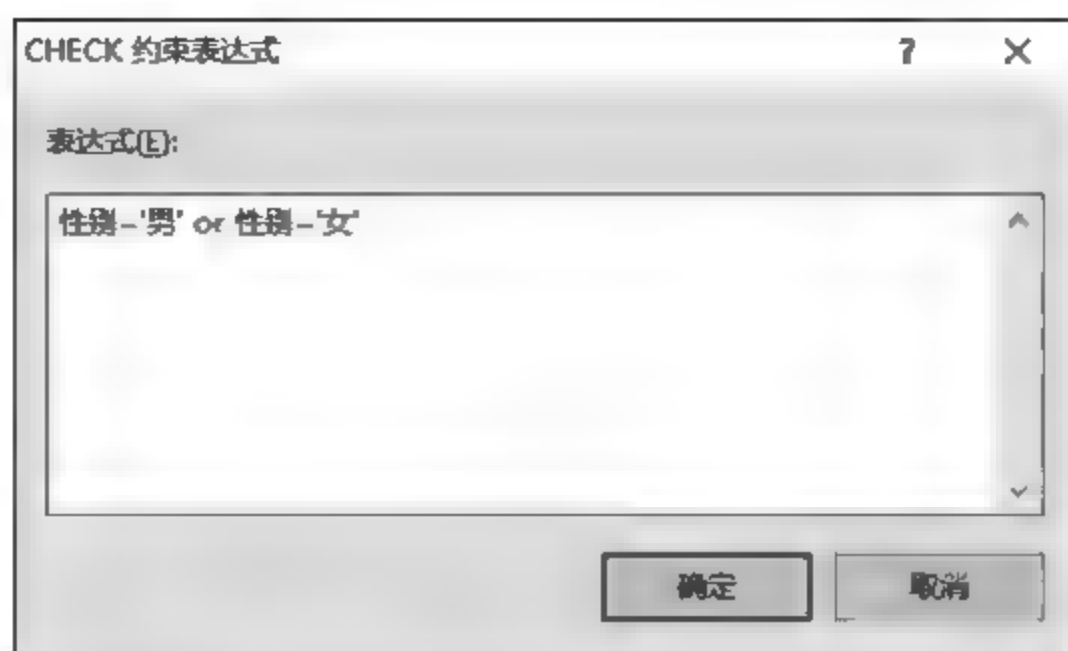 CHECK 约束表达式 ? ×
表达式(E):
性别='男' or 性别='女'
确定 取消